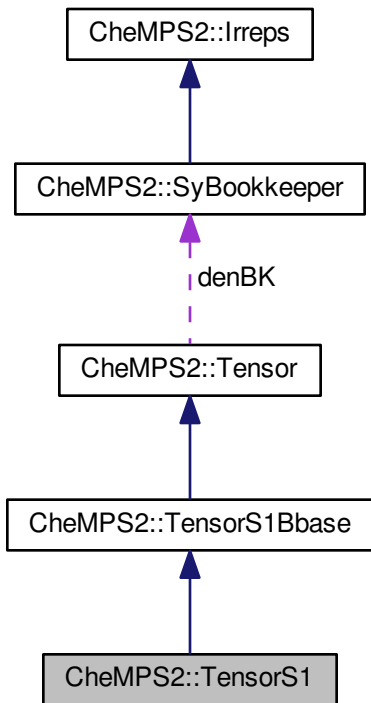 CheMPS2::Irreps
CheMPS2::SyBookkeeper
denBK
CheMPS2::Tensor
CheMPS2::TensorS1Bbase
CheMPS2::TensorS1